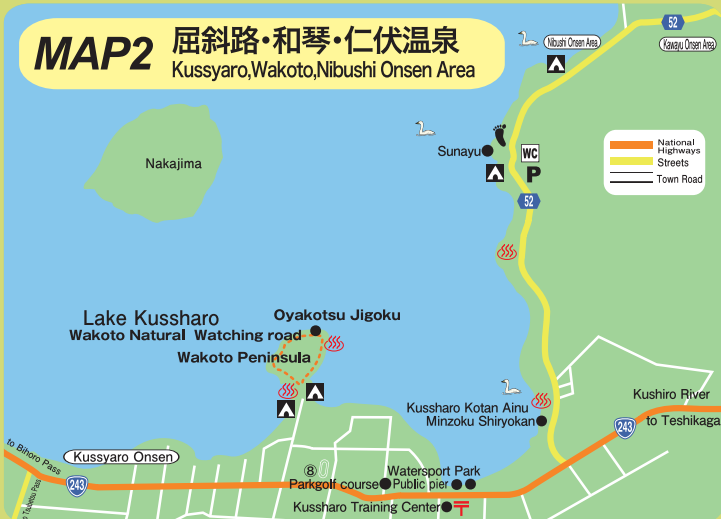 MAP2
屈斜路・和琴・仁伏温泉
Kussyaro,Wakoto,Nibushi Onsen Area
Nibushi Onsen Area
52
Kawayu Onsen Area
Nakajima
Sunayu
WC
P
52
National
Highways
Streets
Town Road
Lake Kussharo
Oyakotsu Jigoku
Wakoto Natural Watching road
Wakoto Peninsula
Kussharo Kotan Ainu
Minzoku Shiryokan
Kushiro River
to Teshikaga
243
to Bihoro Pass
Kussyaro Onsen
243
⑧
Parkgolf course
Watersport Park
Public pier
Kussharo Training Center
〒